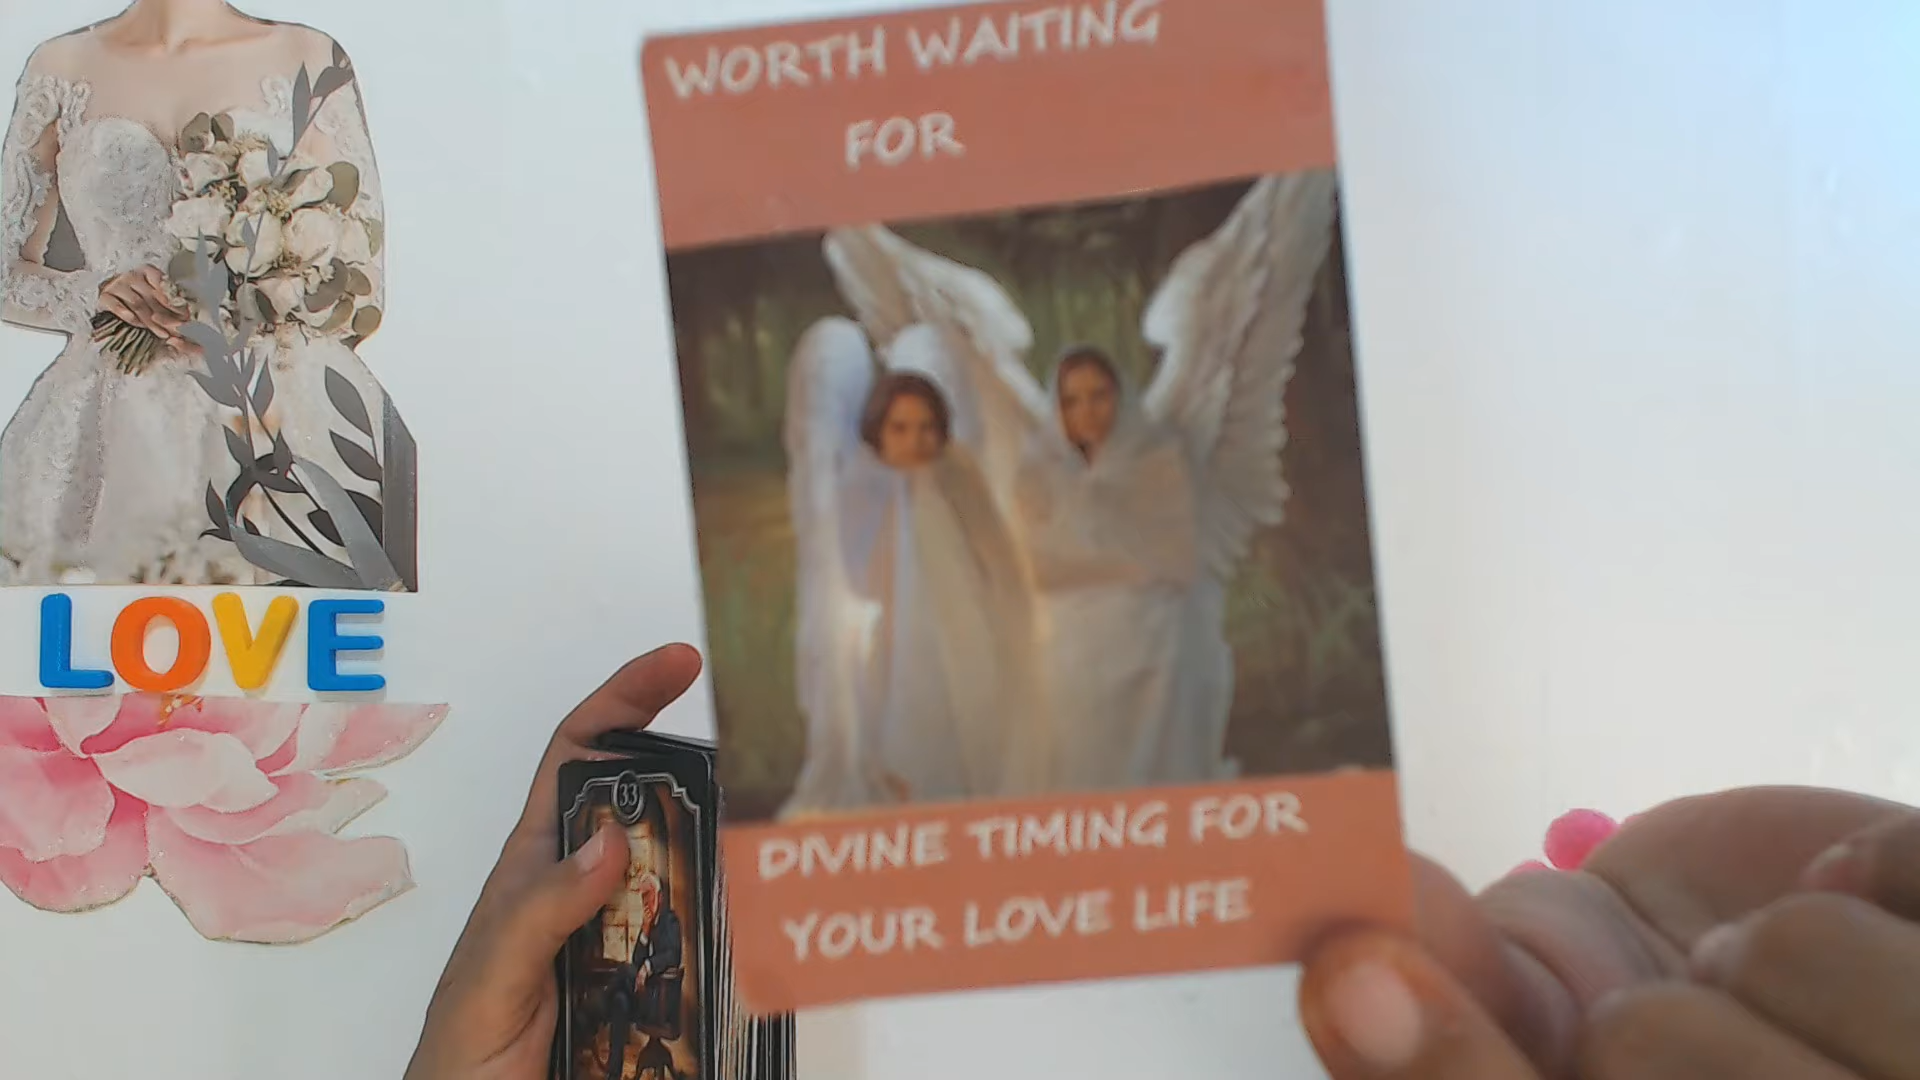 WORTH WAITING
FOR
LOVE
33
DIVINE TIMING FOR
YOUR LOVE LIFE